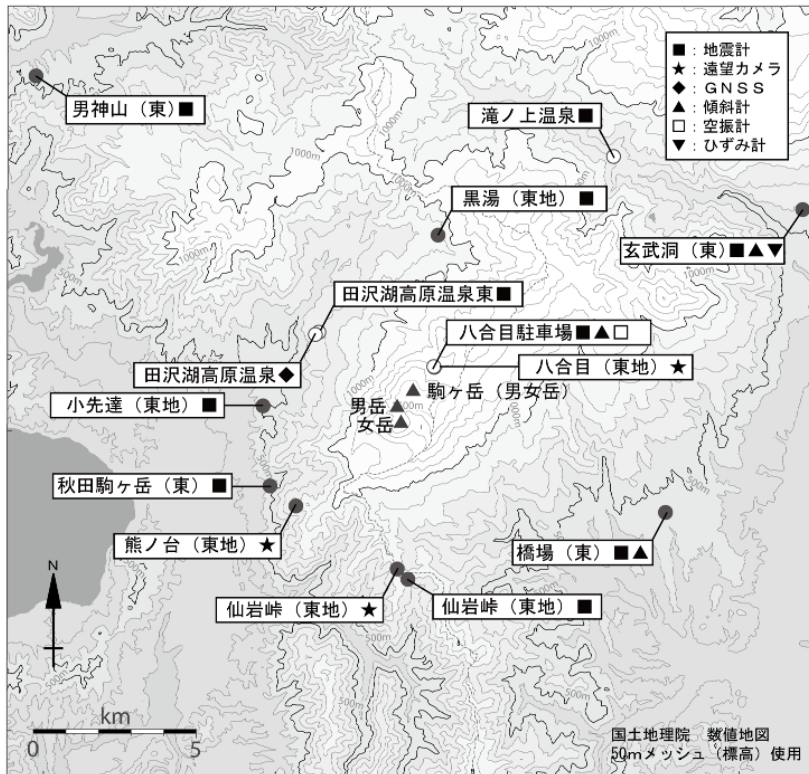 ■：地震計
★：遠望カメラ
◆：ＧＮＳＳ
▲：傾斜計
□：空振計
▼：ひずみ計
男神山（東）■
滝ノ上温泉■
黒湯（東地）■
玄武洞（東）■▲▼
田沢湖高原温泉東■
八合目駐車場■▲□
八合目（東地）★
田沢湖高原温泉◆
駒ヶ岳（男女岳）
小先達（東地）■
男岳
女岳
秋田駒ヶ岳（東）■
熊ノ台（東地）★
橋場（東）■▲
仙岩峠（東地）★
仙岩峠（東地）■
N
km
0 5
国土地理院　数値地図
50mメッシュ（標高）使用
1000m
1000m
1000m
1000m
1000m
500m
500m
500m
500m
500m